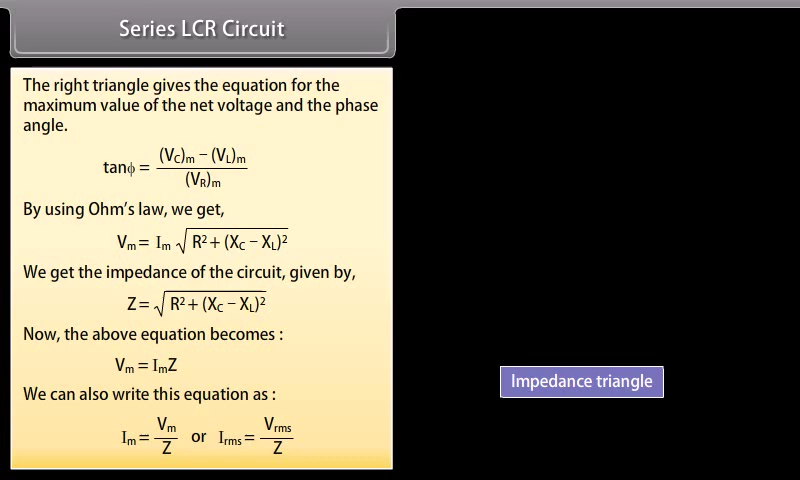 Series LCR Circuit
The right triangle gives the equation for the
maximum value of the net voltage and the phase
angle.
tanϕ = (V_C)_m − (V_L)_m / (V_R)_m
By using Ohm's law, we get,
V_m = I_m √(R² + (X_C − X_L)²)
We get the impedance of the circuit, given by,
Z = √(R² + (X_C − X_L)²)
Now, the above equation becomes :
V_m = I_mZ
We can also write this equation as :
I_m = V_m / Z or I_rms = V_rms / Z
Impedance triangle